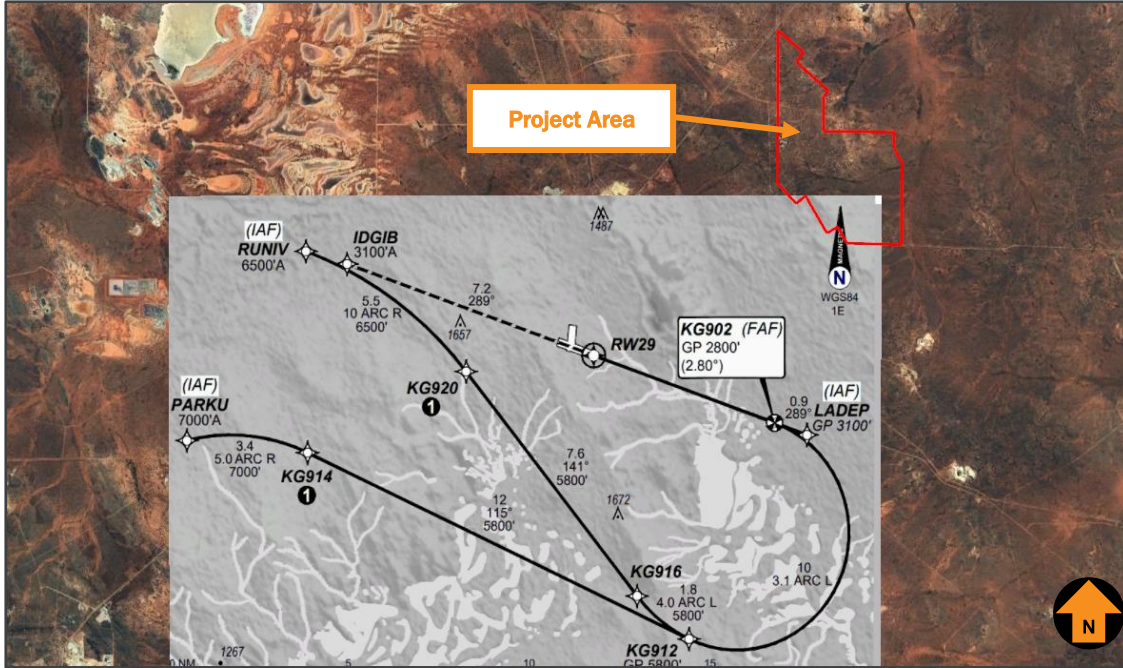 Project Area
1487
(IAF)
RUNIV
6500'A
IDGIB
3100'A
7.2
289°
5.5
10 ARC R
6500'
1657
RW29
KG902 (FAF)
GP 2800'
(2.80°)
MAGNETIC
N
WGS84
1E
(IAF)
PARKU
7000'A
KG920
1
0.9
289°
(IAF)
LADEP
GP 3100'
3.4
5.0 ARC R
7000'
KG914
1
7.6
141°
5800'
12
115°
5800'
1672
KG916
1.8
4.0 ARC L
5800'
10
3.1 ARC L
KG912
GP 5800'
0 NM
1267
5
10
15
N